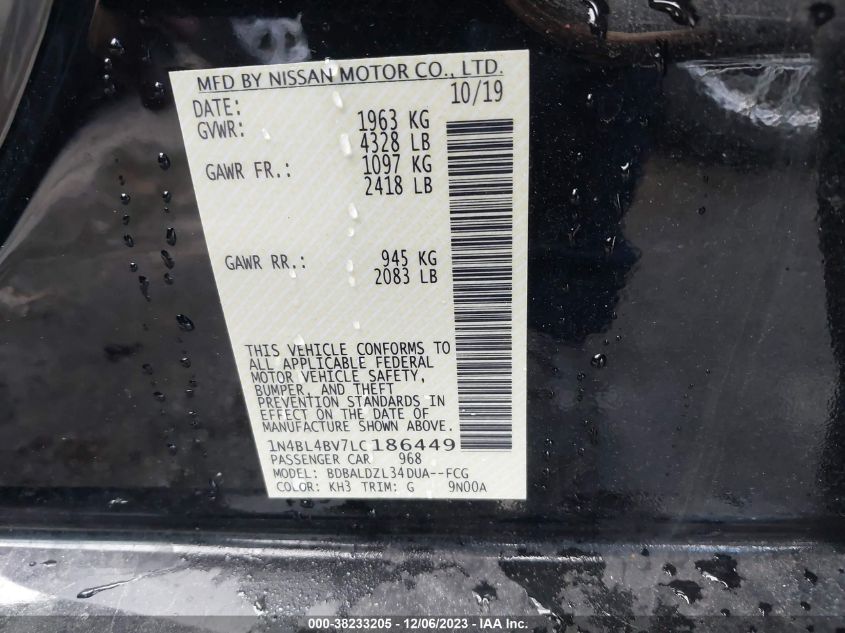 MFD BY NISSAN MOTOR CO., LTD.
DATE: 10/19
GVWR: 1963 KG
4328 LB
GAWR FR.: 1097 KG
2418 LB
GAWR RR.: 945 KG
2083 LB
THIS VEHICLE CONFORMS TO
ALL APPLICABLE FEDERAL
MOTOR VEHICLE SAFETY,
BUMPER, AND THEFT
PREVENTION STANDARDS IN
EFFECT ON THE DATE OF
MANUFACTURE SHOWN ABOVE.
1N4BL4BV7LC186449
PASSENGER CAR 968
MODEL: BDBALDZL34DUA--FCG
COLOR: KH3 TRIM: G 9N00A
000-38233205 - 12/06/2023 - IAA Inc.